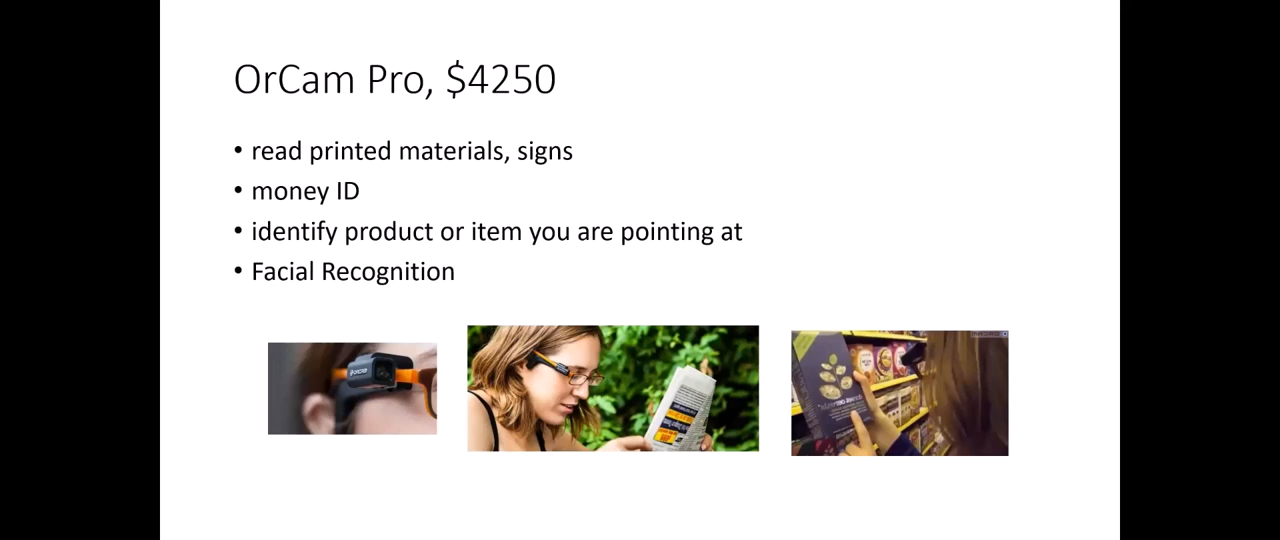 OrCam Pro, $4250
• read printed materials, signs
• money ID
• identify product or item you are pointing at
• Facial Recognition
ORCAM